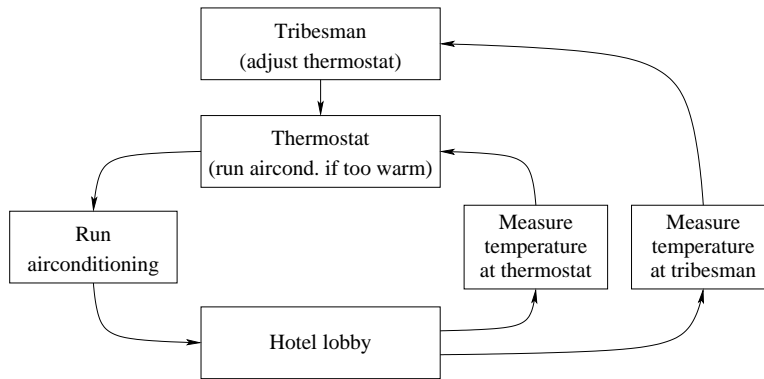 Tribesman
(adjust thermostat)
Thermostat
(run aircond. if too warm)
Run
airconditioning
Measure
temperature
at thermostat
Measure
temperature
at tribesman
Hotel lobby